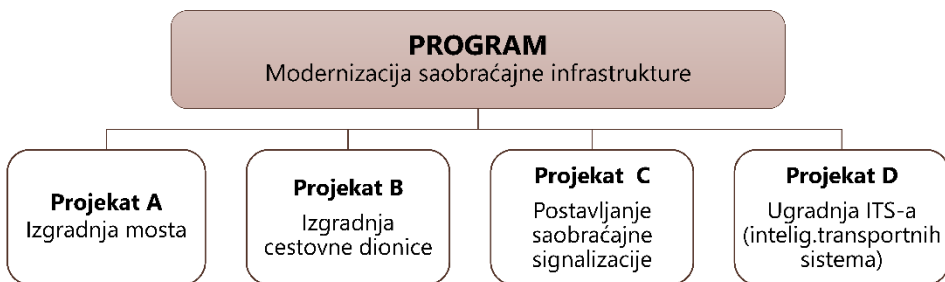 PROGRAM
Modernizacija saobraćajne infrastrukture
Projekat A
Izgradnja mosta
Projekat B
Izgradnja
cestovne dionice
Projekat C
Postavljanje
saobraćajne
signalizacije
Projekat D
Ugradnja ITS-a
(intelig.transportnih
sistema)